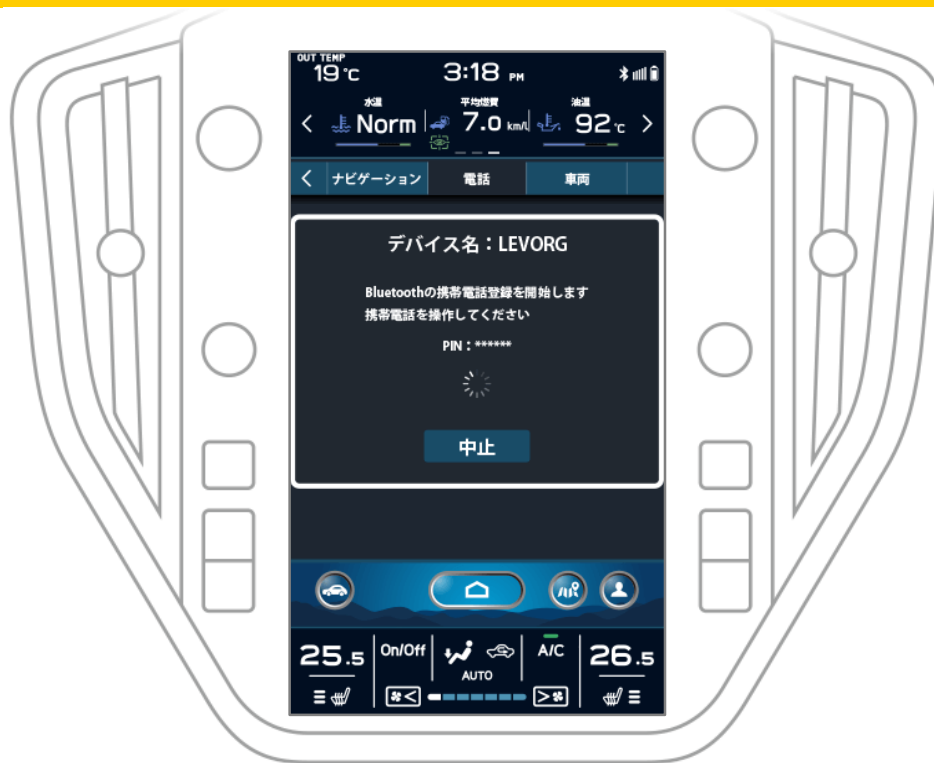 OUT TEMP
19 ℃
3:18 PM
水温
平均燃費
油温
Norm
7.0 km/L
92 ℃
ナビゲーション
電話
車両
デバイス名：LEVORG
Bluetoothの携帯電話登録を開始します
携帯電話を操作してください
PIN：******
中止
25.5
On/Off
A/C
26.5
AUTO